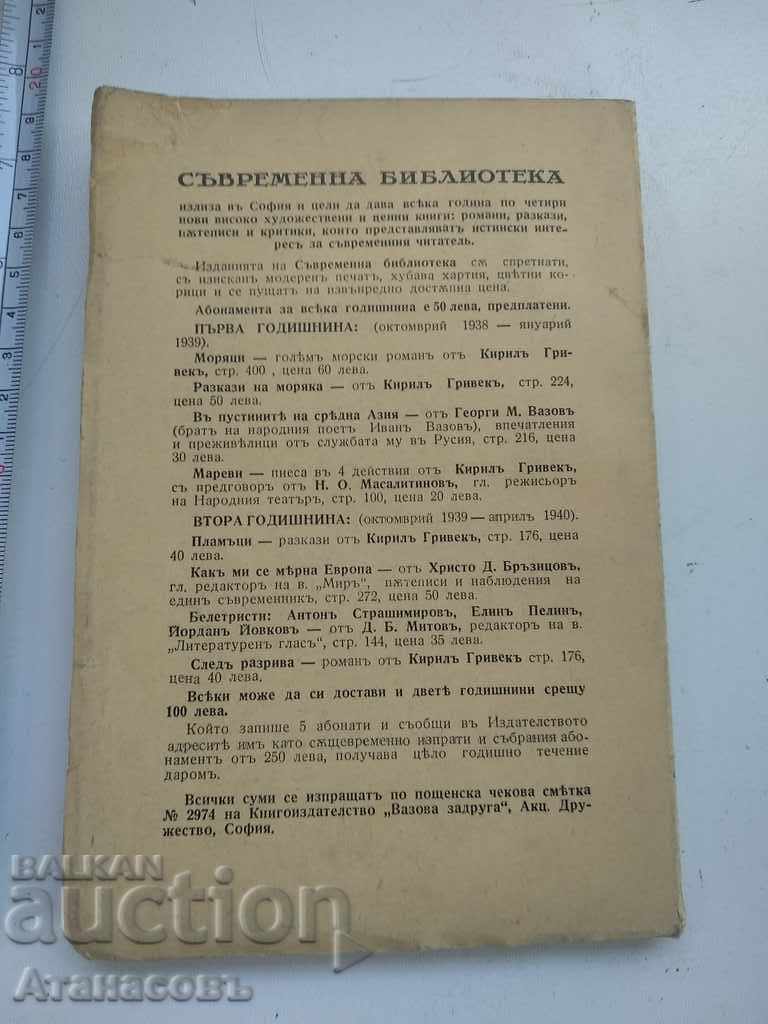 СЪВРЕМЕННА БИБЛИОТЕКА
излиза въ София и цели да дава всѣка година по четири
нови високо художествени и ценни книги: романи, разкази,
пѫтеписи и критики, които представляватъ истински инте-
ресъ за съвременния читатель.
Изданията на Съвременна библиотека сѫ спретнати,
съ изисканъ модеренъ печатъ, хубава хартия, цвѣтни ко-
рици и се пущатъ на извънредно достѫпна цена.
Абонамента за всѣка годишнина е 50 лева, предплатени.
ПЪРВА ГОДИШНИНА: (октомврий 1938 — януарий
1939).
Моряци — голѣмъ морски романъ отъ Кирилъ Гри-
векъ, стр. 400 , цена 60 лева.
Разкази на моряка — отъ Кирилъ Гривекъ, стр. 224,
цена 50 лева.
Въ пустинитѣ на срѣдна Азия — отъ Георги М. Вазовъ
(братъ на народния поетъ Иванъ Вазовъ), впечатления
и преживѣлици отъ службата му въ Русия, стр. 216, цена
30 лева.
Мареви — пиеса въ 4 действия отъ Кирилъ Гривекъ,
съ предговоръ отъ Н. О. Масалитиновъ, гл. режисьоръ
на Народния театъръ, стр. 100, цена 20 лева.
ВТОРА ГОДИШНИНА: (октомврий 1939 — априлъ 1940).
Пламъци — разкази отъ Кирилъ Гривекъ, стр. 176, цена
40 лева.
Какъ ми се мѣрна Европа — отъ Христо Д. Бръзицовъ,
гл. редакторъ на в. „Миръ“, пѫтеписи и наблюдения на
единъ съвременникъ, стр. 272, цена 50 лева.
Белетристи: Антонъ Страшимировъ, Елинъ Пелинъ,
Йорданъ Йовковъ — отъ Д. Б. Митовъ, редакторъ на в.
„Литературенъ гласъ“, стр. 144, цена 35 лева.
Следъ разрива — романъ отъ Кирилъ Гривекъ стр. 176,
цена 40 лева.
Всѣки може да си достави и дветѣ годишнини срещу
100 лева.
Който запише 5 абонати и съобщи въ Издателството
адреситѣ имъ като сѫщевременно изпрати и събрания або-
наментъ отъ 250 лева, получава цѣло годишно течение
даромъ.
Всички суми се изпращатъ по пощенска чекова смѣтка
№ 2974 на Книгоиздателство „Вазова задруга“, Акц. Дру-
жество, София.
BALKAN
auction
Атанасовъ
8
20
1
2
3
4